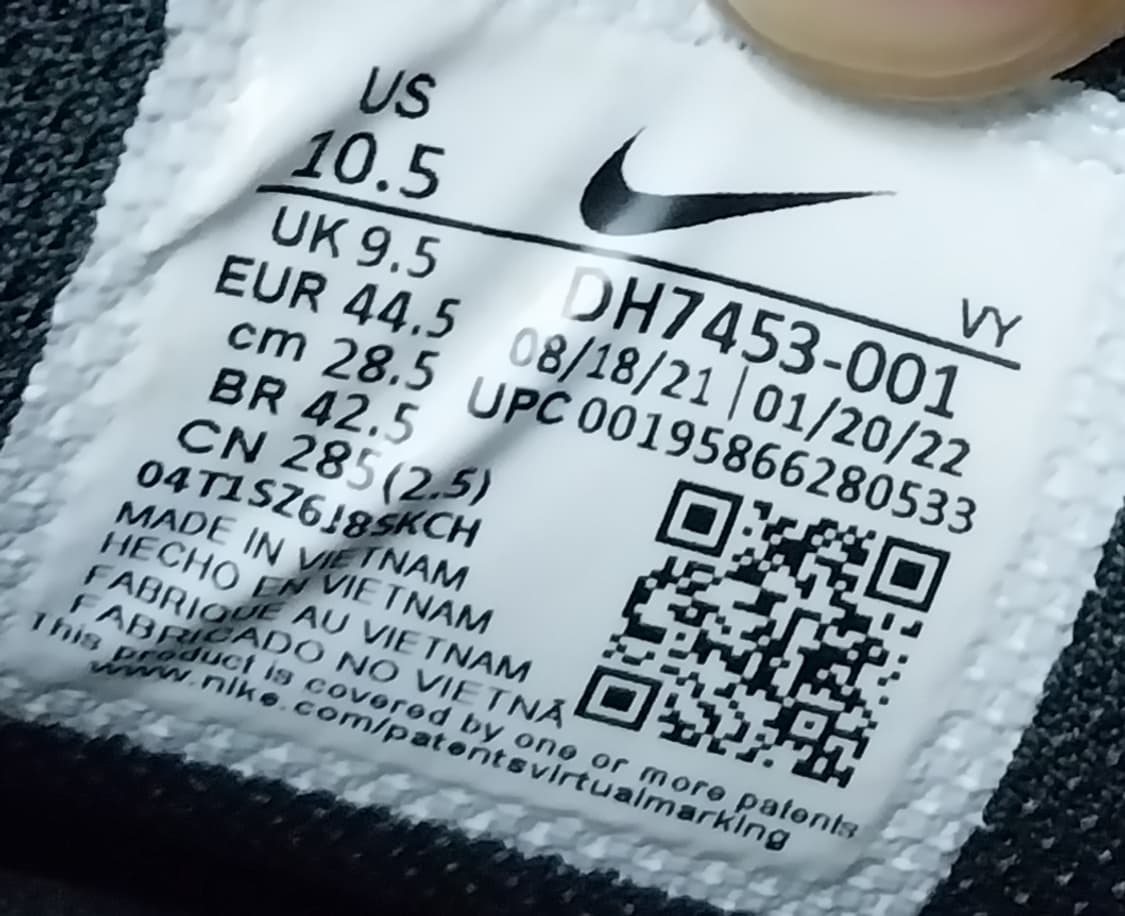 US
10.5
UK 9.5
EUR 44.5
cm 28.5
BR 42.5
CN 285(2.5)
04T1SZ6J8SKCH
MADE IN VIETNAM
HECHO EN VIETNAM
FABRIQUE AU VIETNAM
FABRICADO NO VIETNÃ
This product is covered by one or more patents
www.nike.com/patentsvirtualmarking
VY
DH7453-001
08/18/21 | 01/20/22
UPC 00195866280533